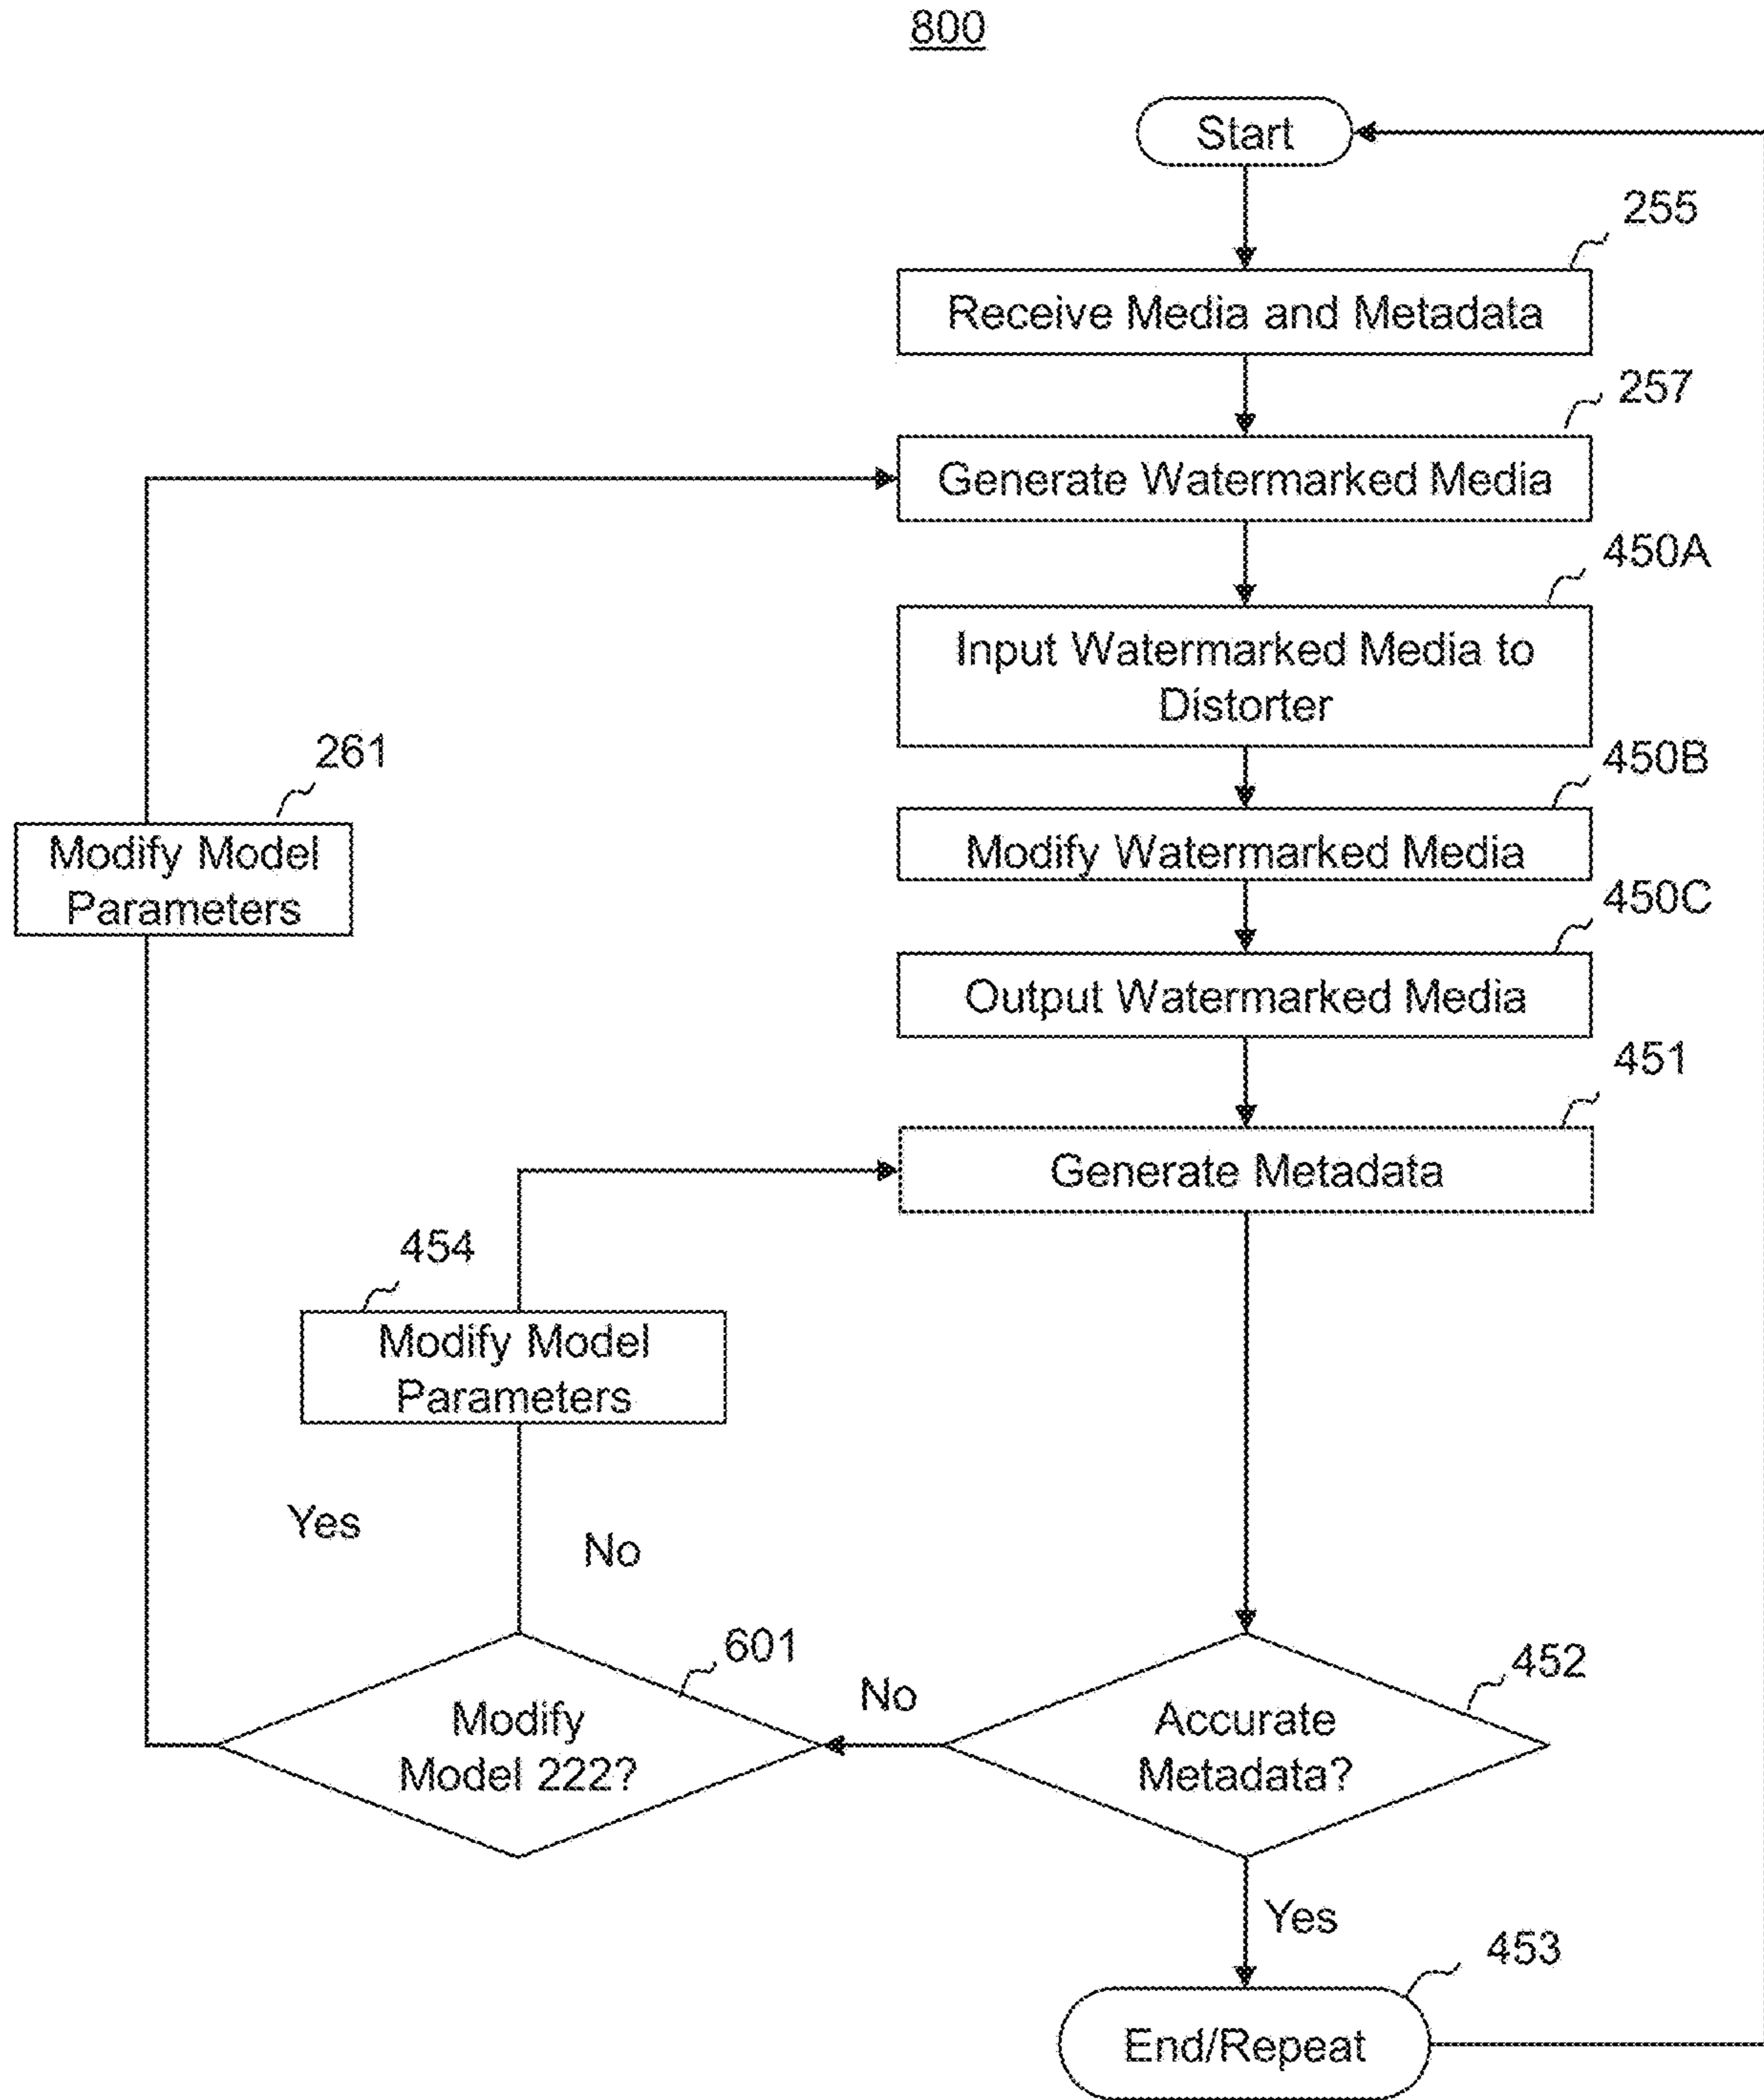 800
Start
255
Receive Media and Metadata
257
Generate Watermarked Media
450A
Input Watermarked Media to
Distorter
261
450B
Modify Model
Parameters
Modify Watermarked Media
450C
Output Watermarked Media
451
Generate Metadata
454
Modify Model
Parameters
Yes
No
601
452
No
Modify
Model 222?
Accurate
Metadata?
Yes
453
End/Repeat